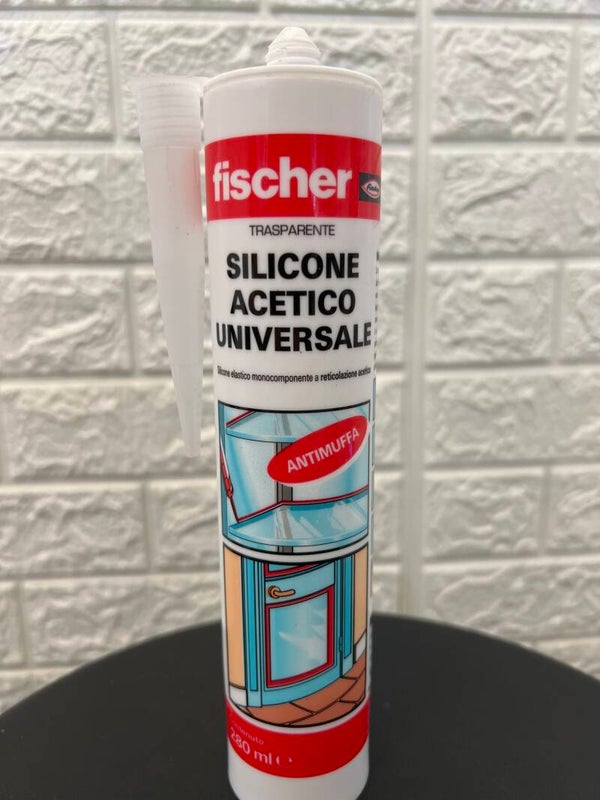 fischer
TRASPARENTE
SILICONE
ACETICO
UNIVERSALE
Silicone elastico monocomponente a reticolazione acetica
ANTIMUFFA
280 ml